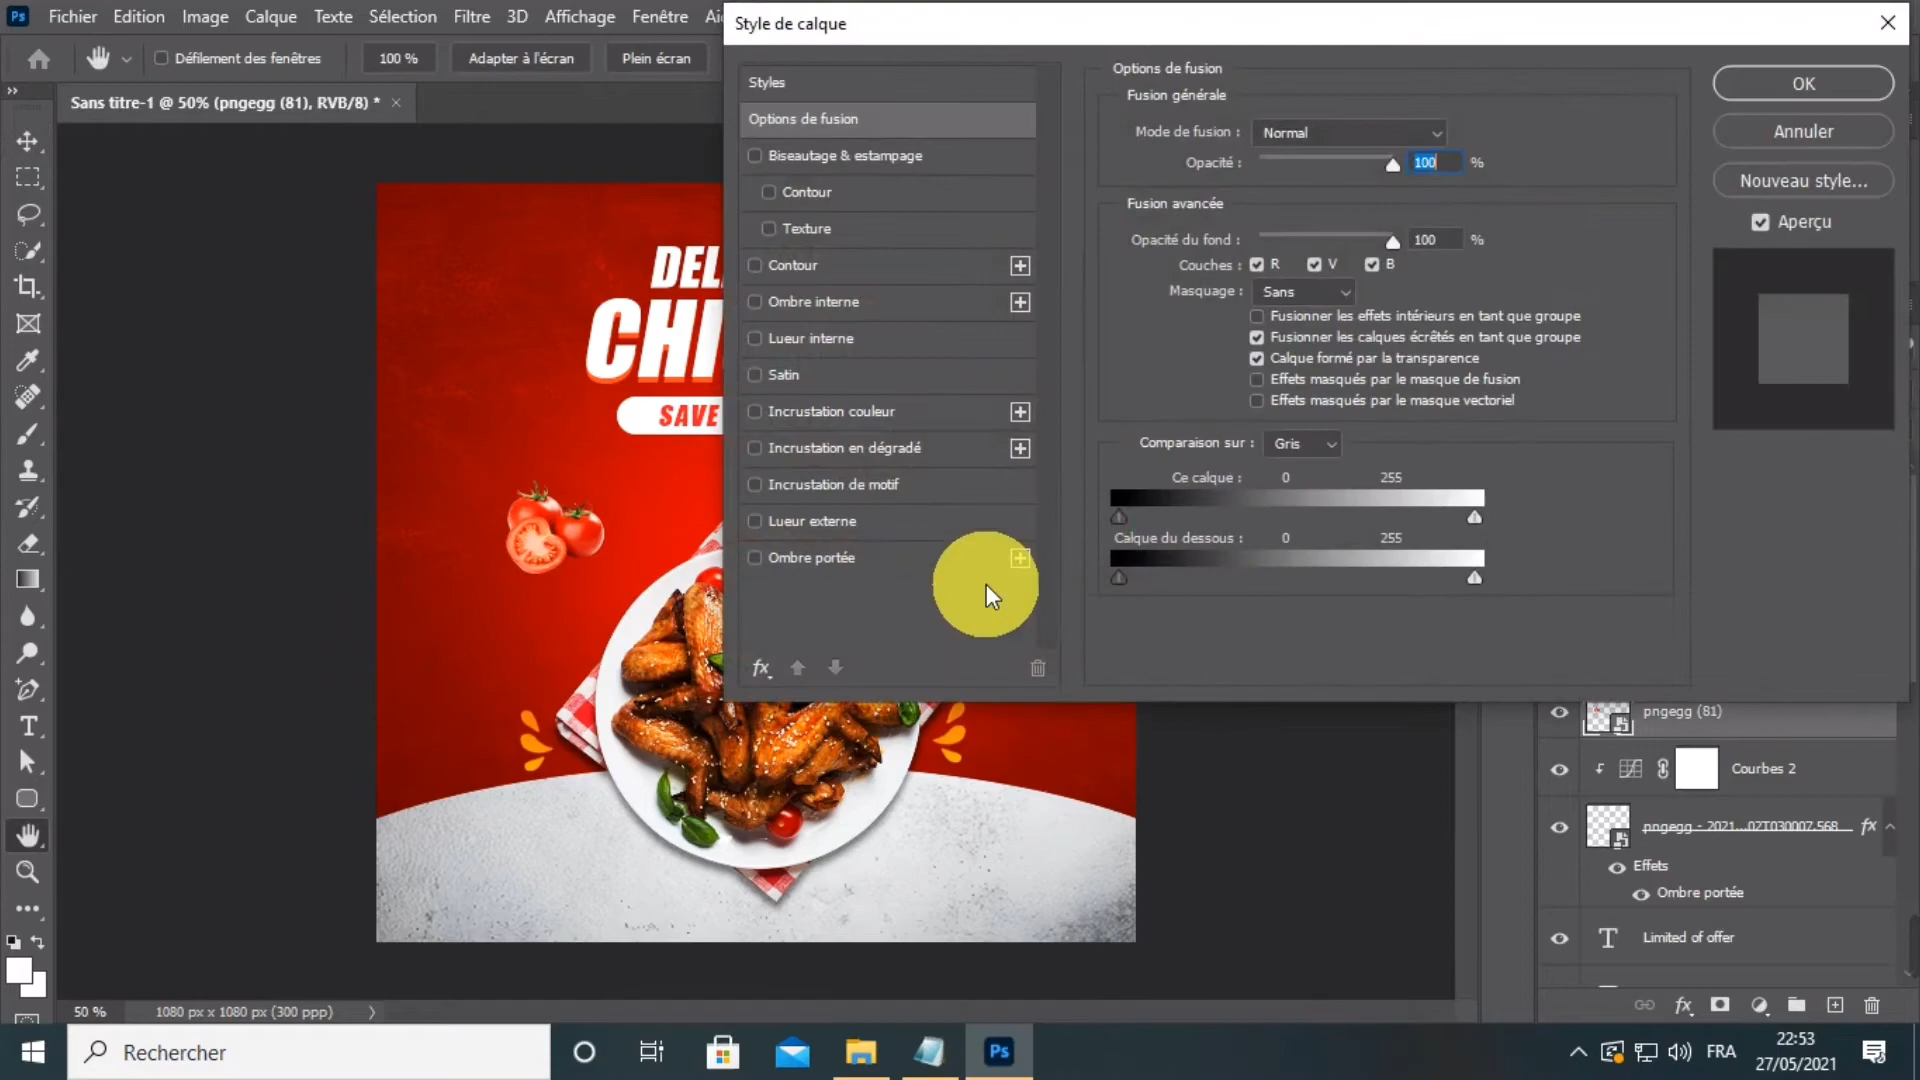 Ps Fichier Edition Image Calque Texte Sélection Filtre 3D Affichage Fenêtre
Style de calque
Défilement des fenêtres 100 % Adapter à l'écran Plein écran
Sans titre-1 @ 50% (pngegg (81), RVB/8) *
Styles
Options de fusion
Biseautage & estampage
Contour
Texture
Contour
Ombre interne
Lueur interne
Satin
Incrustation couleur
Incrustation en dégradé
Incrustation de motif
Lueur externe
Ombre portée
fx
Options de fusion
Fusion générale
Mode de fusion : Normal
Opacité : 100 %
Fusion avancée
Opacité du fond : 100 %
Couches : R V B
Masquage : Sans
Fusionner les effets intérieurs en tant que groupe
Fusionner les calques écrêtés en tant que groupe
Calque formé par la transparence
Effets masqués par le masque de fusion
Effets masqués par le masque vectoriel
Comparaison sur : Gris
Ce calque : 0 255
Calque du dessous : 0 255
OK
Annuler
Nouveau style...
Aperçu
SAVE
pngegg (81)
Courbes 2
pngegg - 2021...02T030007.568 fx
Effets
Ombre portée
T Limited of offer
fx
50 % 1080 px x 1080 px (300 ppp)
Rechercher
Ps
FRA
22:53
27/05/2021